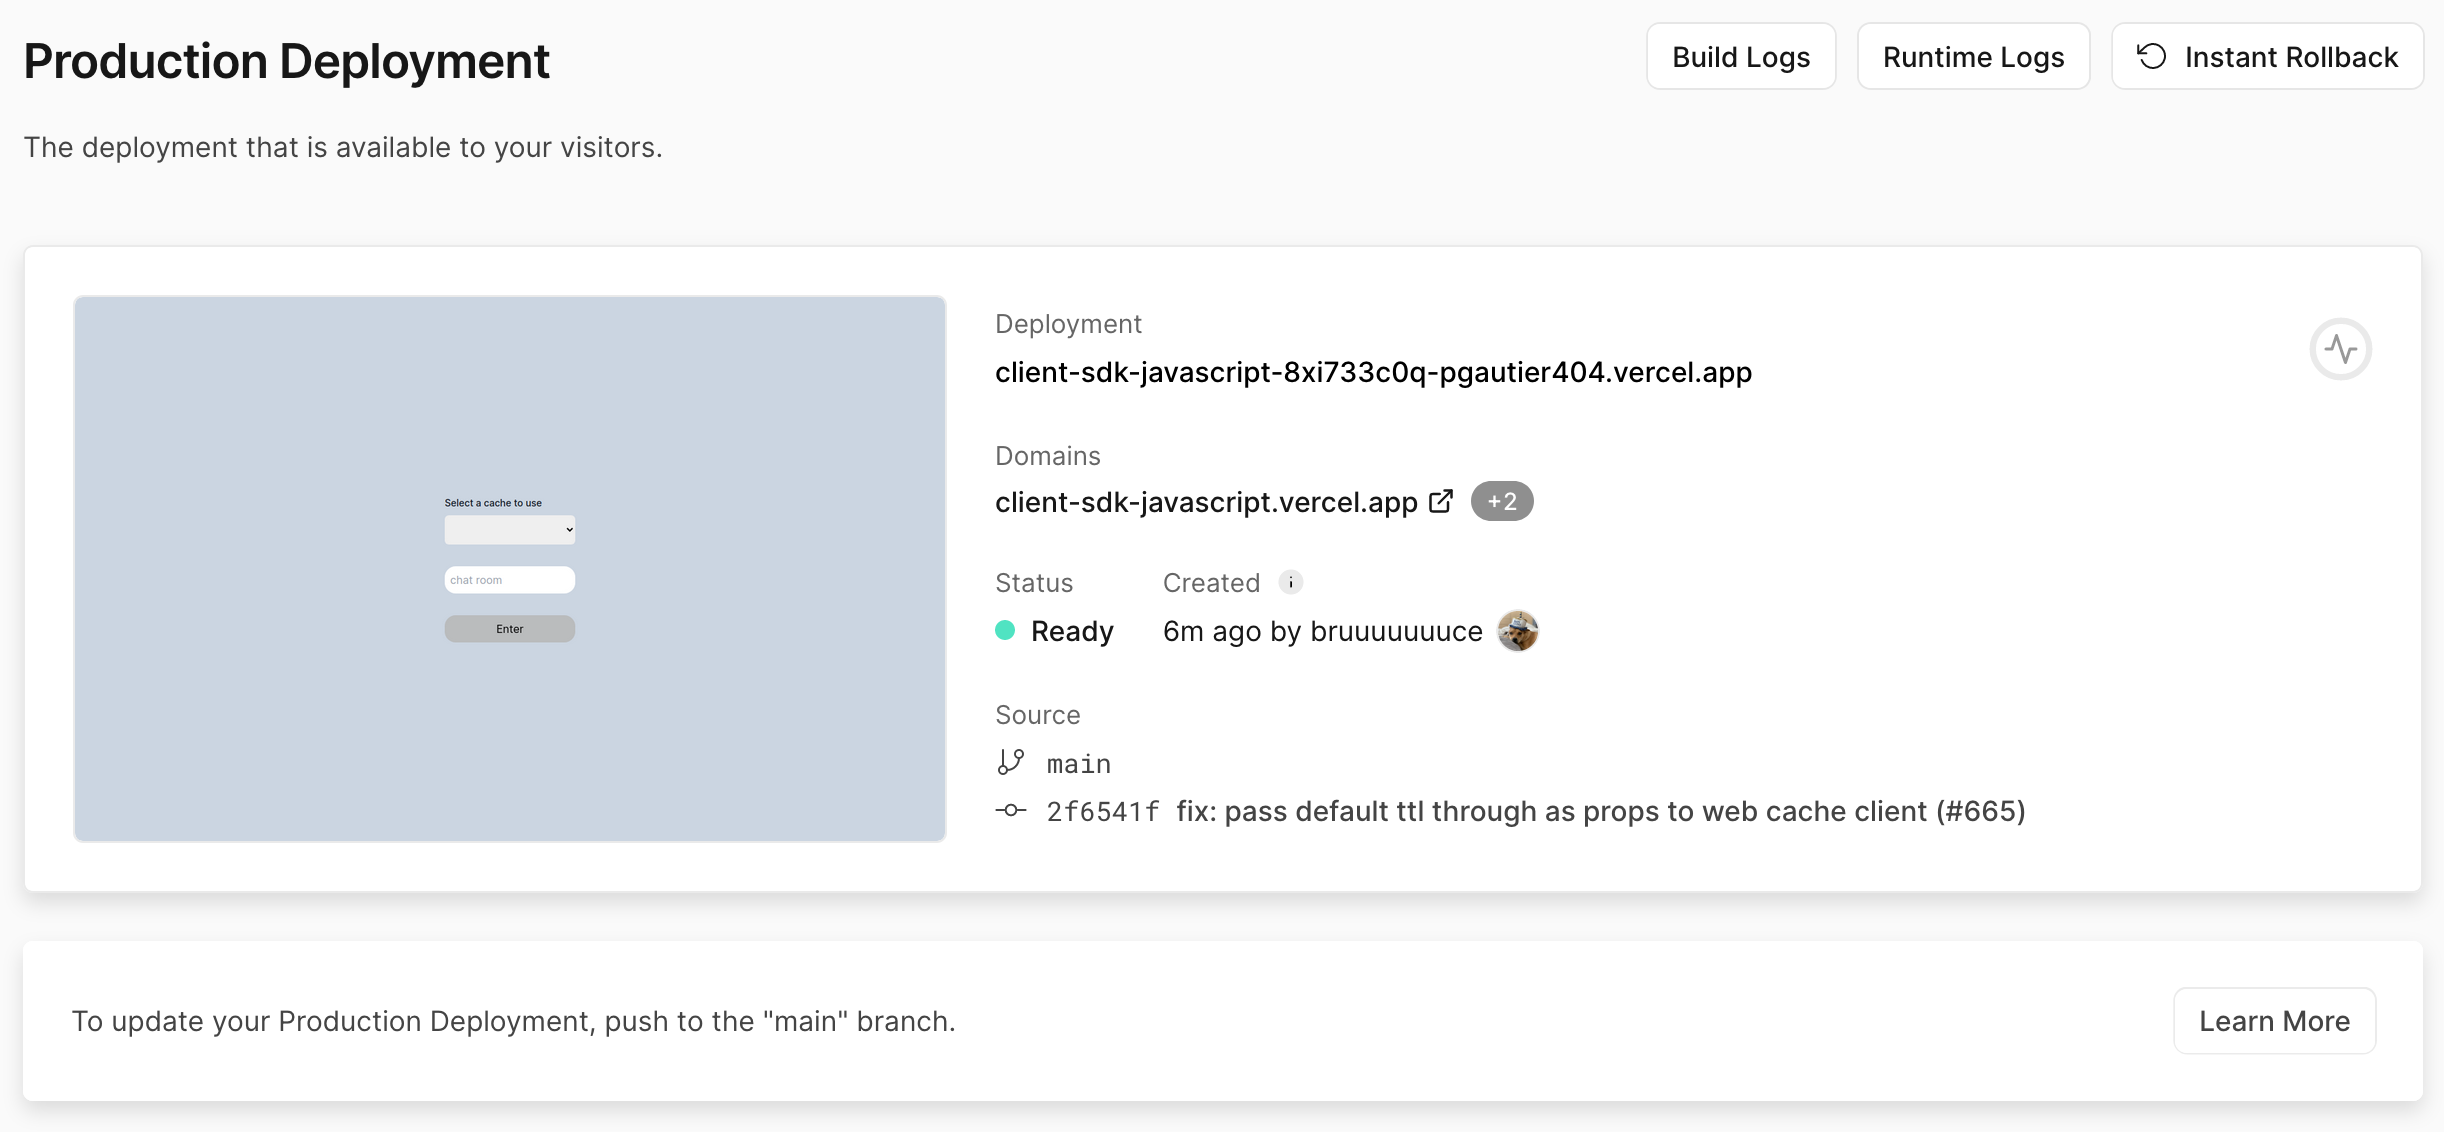 Production Deployment
Build Logs
Runtime Logs
Instant Rollback
The deployment that is available to your visitors.
Select a cache to use
chat room
Enter
Deployment
client-sdk-javascript-8xi733c0q-pgautier404.vercel.app
Domains
client-sdk-javascript.vercel.app +2
Status
Created i
Ready
6m ago by bruuuuuuuce
Source
main
2f6541f fix: pass default ttl through as props to web cache client (#665)
To update your Production Deployment, push to the "main" branch.
Learn More